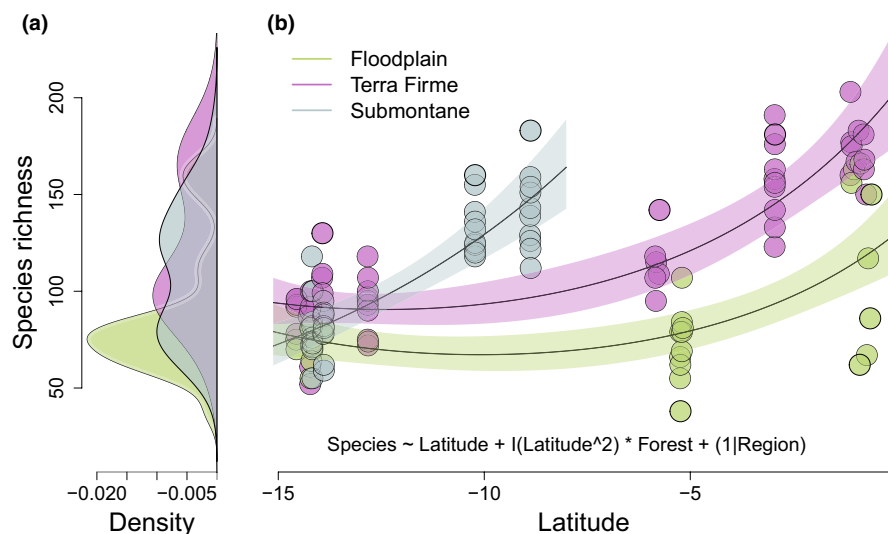 (a)
(b)
Floodplain
Terra Firme
Submontane
Species richness
200
150
100
50
Species ~ Latitude + I(Latitude^2) * Forest + (1|Region)
−0.020
−0.005
−15
−10
−5
Density
Latitude